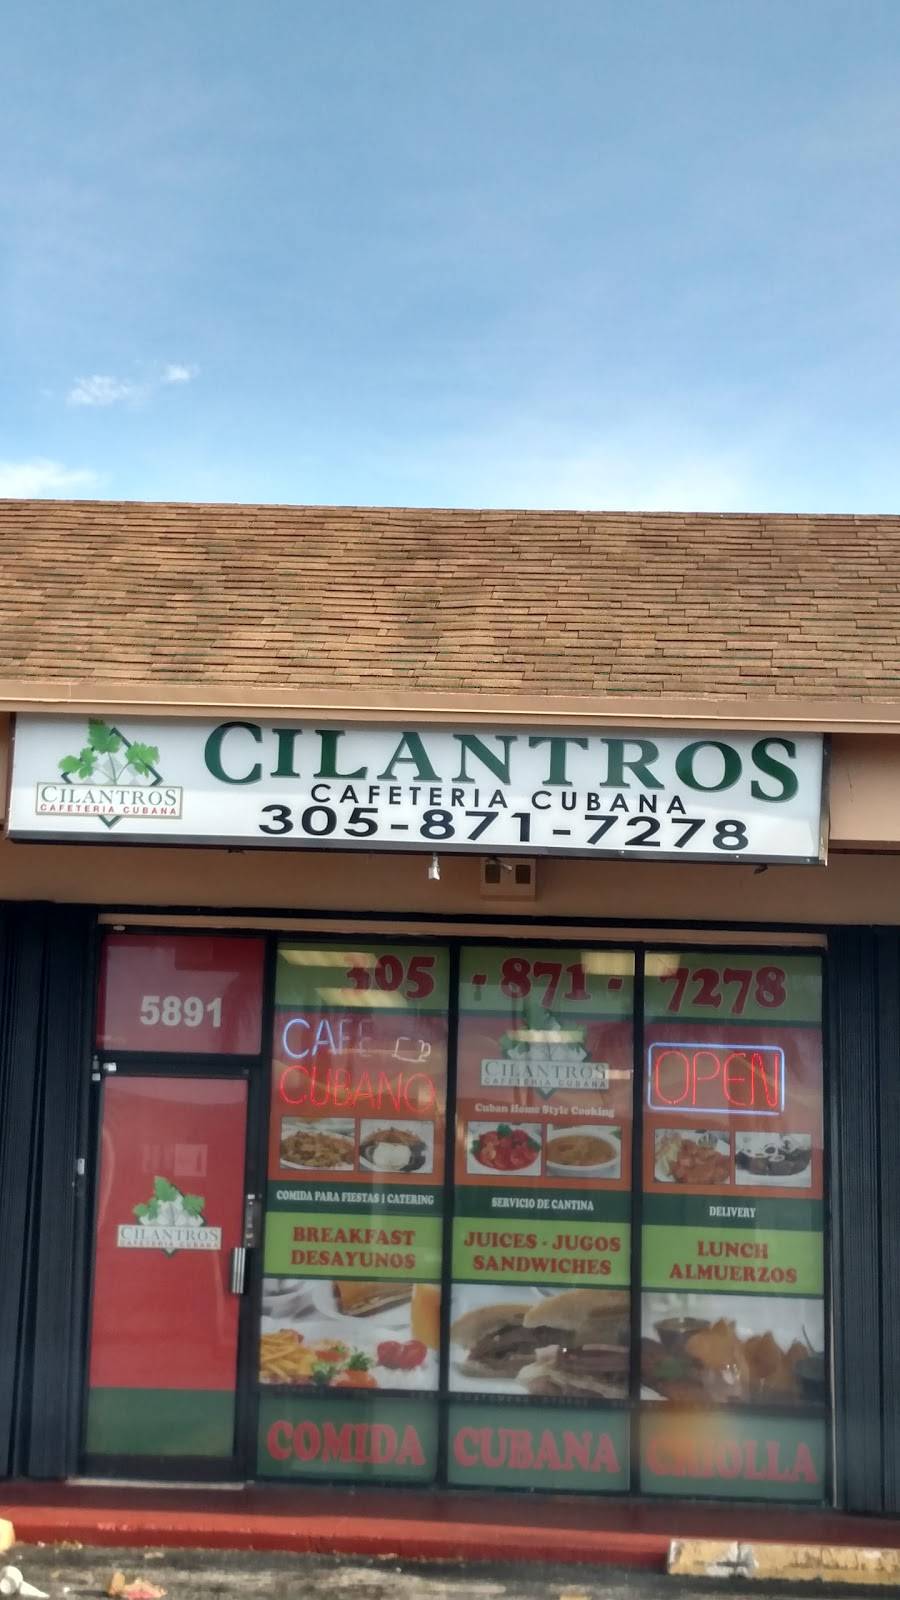 CILANTROS
CAFETERIA CUBANA
CILANTROS
CAFETERIA CUBANA
305-871-7278
5891
305 - 871 - 7278
CAFE
CUBANO
CILANTROS
CAFETERIA CUBANA
Cuban Home Style Cooking
OPEN
COMIDA PARA FIESTAS | CATERING
SERVICIO DE CANTINA
DELIVERY
CILANTROS
CAFETERIA CUBANA
BREAKFAST
DESAYUNOS
JUICES - JUGOS
SANDWICHES
LUNCH
ALMUERZOS
COMIDA CUBANA CRIOLLA